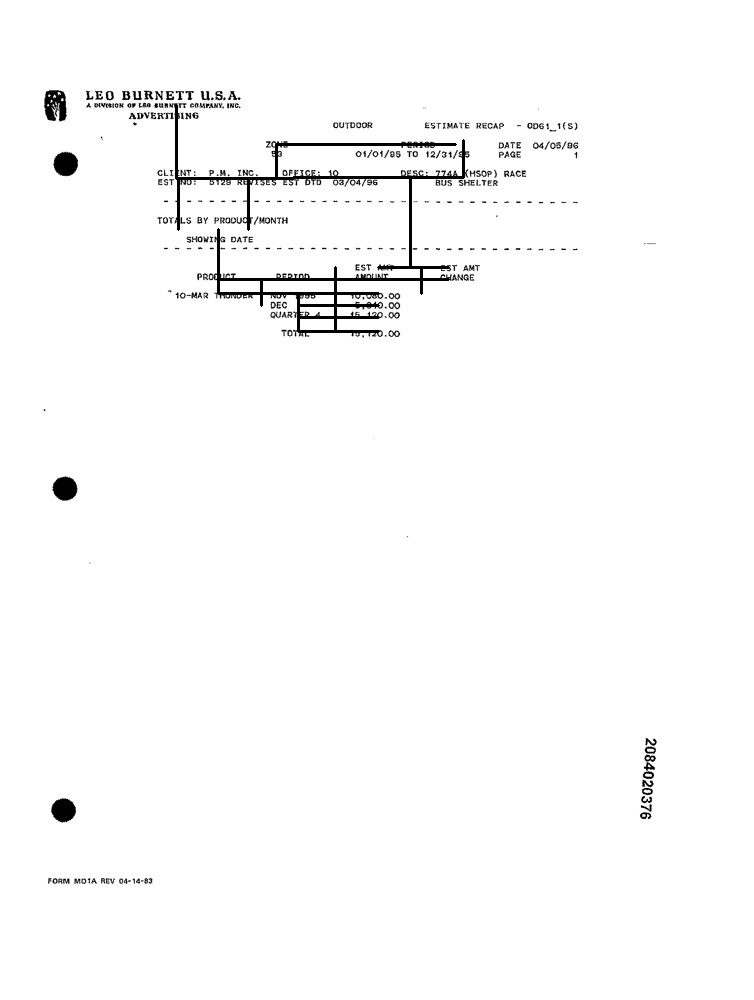 LEO BURNETT U.S.A.
A DIVISION OF LEO BURNETT COMPANY, INC.
ADVERTISING
OUTDOOR ESTIMATE RECAP - OD61_1(S)
ZONE PERIOD DATE 04/05/96
53 01/01/95 TO 12/31/95 PAGE 1
CLIENT: P.M. INC. OFFICE: 10 DESC: 774A (HSOP) RACE
EST NO: 5129 REVISES EST DTD 03/04/96 BUS SHELTER
TOTALS BY PRODUCT/MONTH
SHOWING DATE
EST AMT EST AMT
PRODUCT PERIOD AMOUNT CHANGE
10-MAR THUNDER NOV 1995 10,080.00
DEC 5,040.00
QUARTER 4 15,120.00
TOTAL 15,120.00
2084020376
FORM MO1A REV 04-14-83